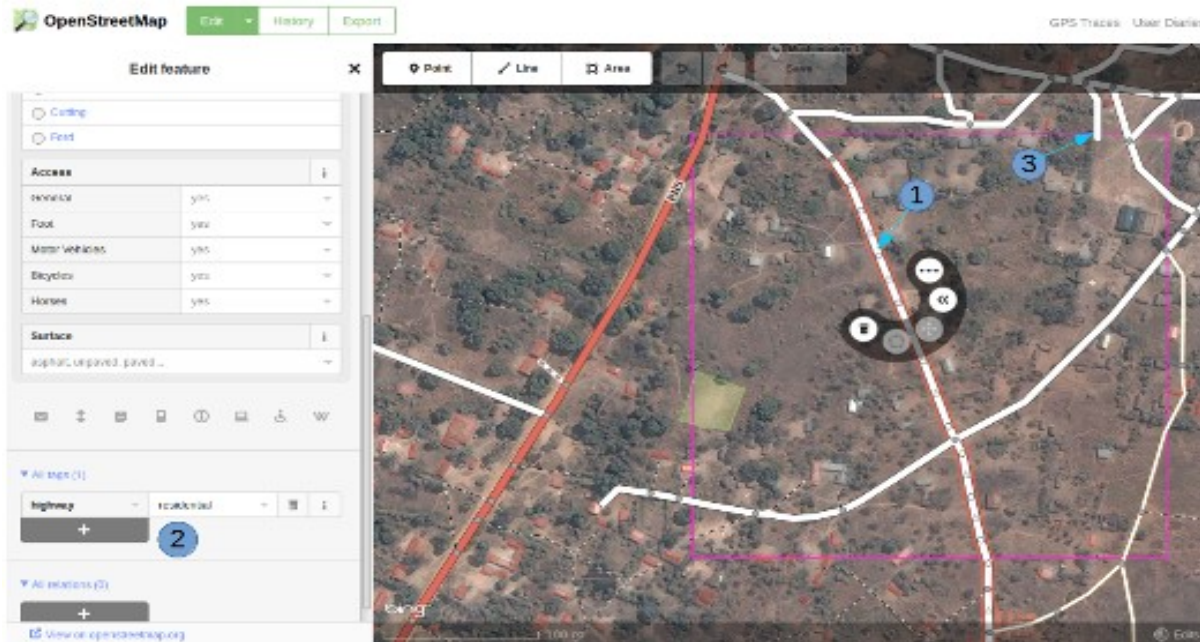 OpenStreetMap
Edit
History
Export
GPS Traces
User Diaries
Edit feature
Point
Line
Area
Save
Cutting
Ford
Access
General yes
Foot yes
Motor Vehicles yes
Bicycles yes
Horses yes
Surface
asphalt, unpaved, paved...
All tags (1)
highway residential
+
2
All relations (0)
+
View on openstreetmap.org
1
3
bing